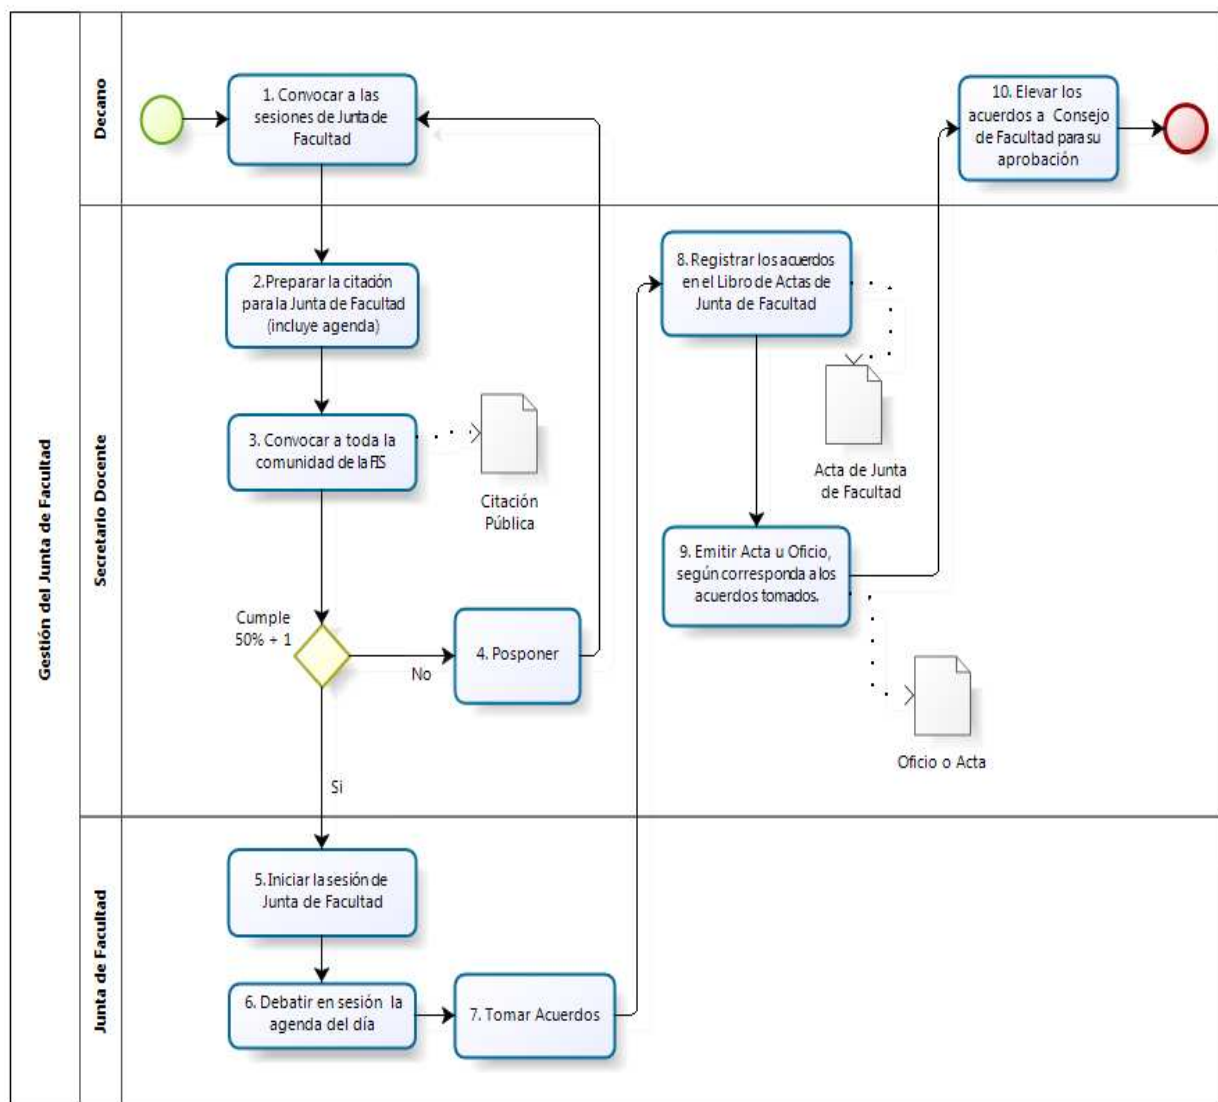 Gestión del Junta de Facultad
Decano
1. Convocar a las
sesiones de Junta de
Facultad
10. Elevar los
acuerdos a Consejo
de Facultad para su
aprobación
Secretario Docente
2.Preparar la citación
para la Junta de Facultad
(incluye agenda)
3. Convocar a toda la
comunidad de la FIS
Citación
Pública
Cumple
50% + 1
No
4. Posponer
Si
8. Registrar los acuerdos
en el Libro de Actas de
Junta de Facultad
Acta de Junta
de Facultad
9. Emitir Acta u Oficio,
según corresponda a los
acuerdos tomados.
Oficio o Acta
Junta de Facultad
5.Iniciar la sesión de
Junta de Facultad
6. Debatir en sesión la
agenda del día
7. Tomar Acuerdos